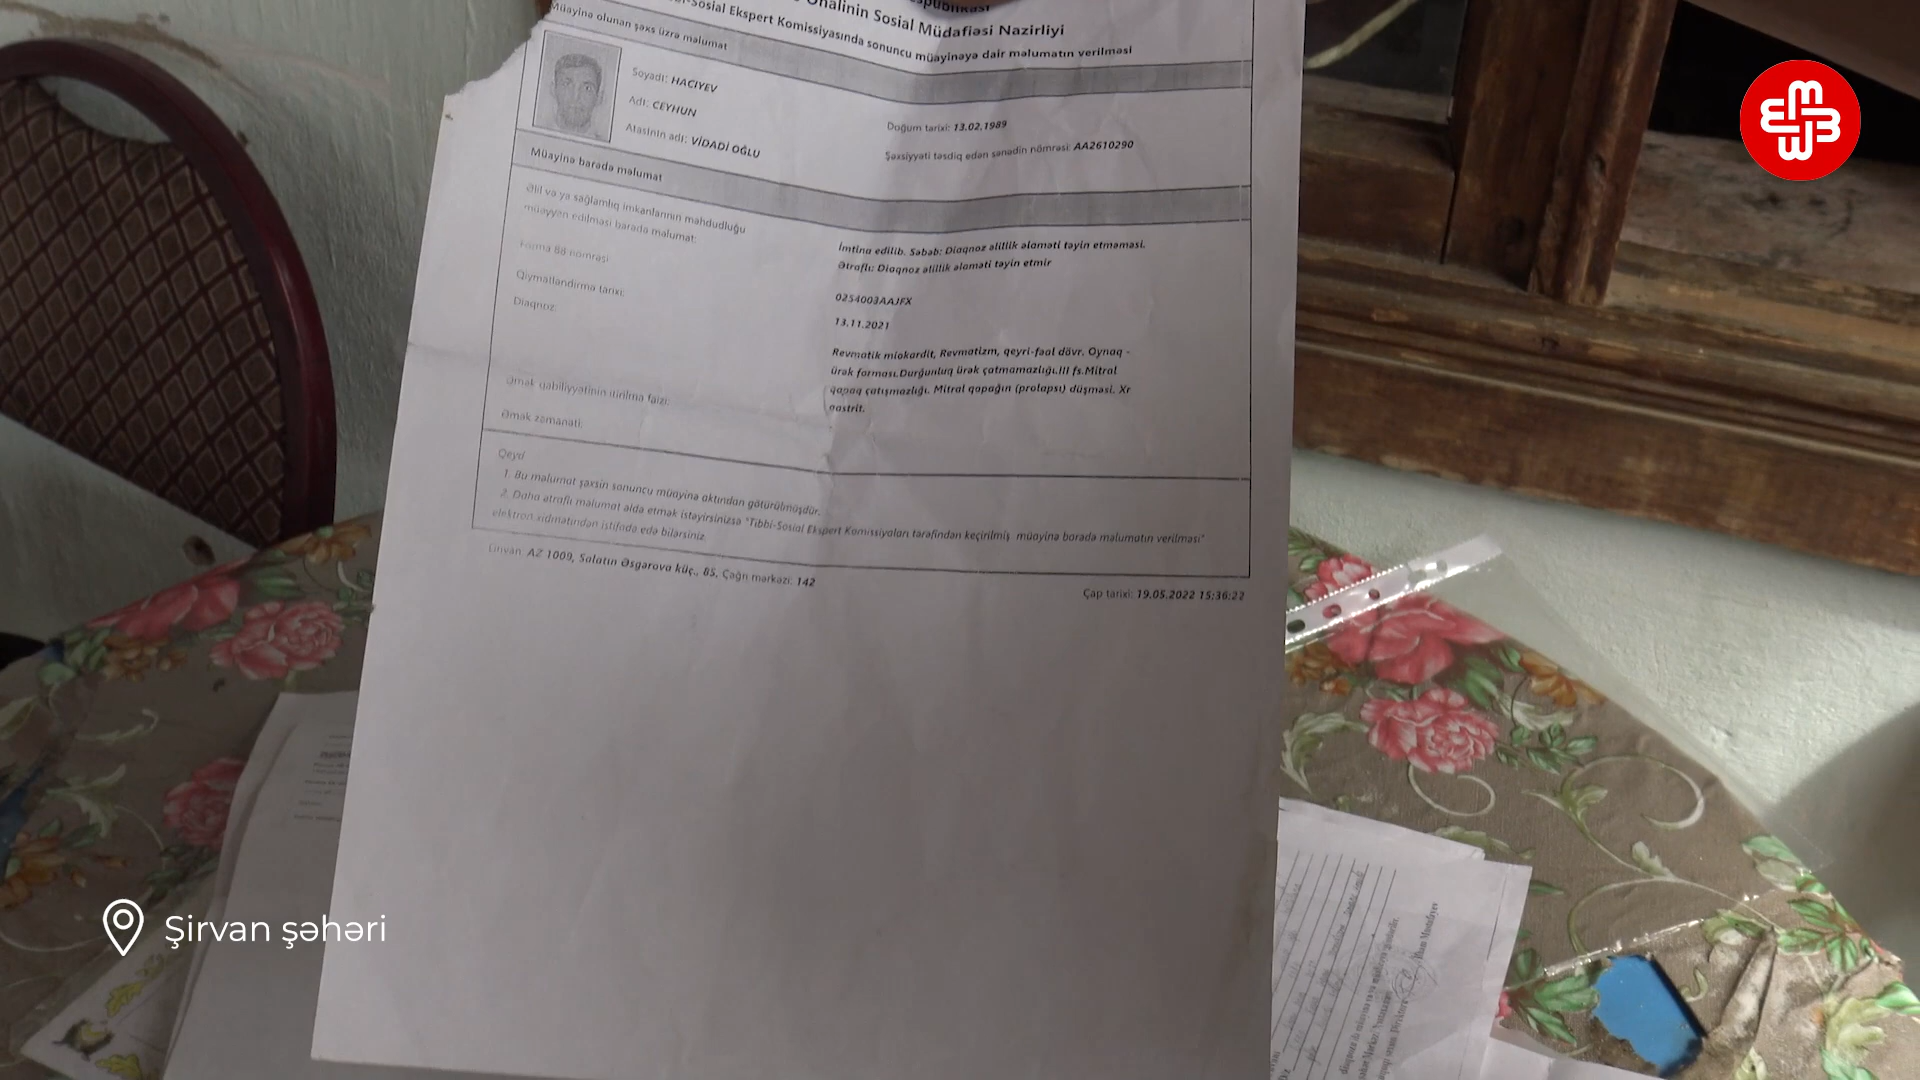 Əhalinin Sosial Müdafiəsi Nazirliyi
Sosial Ekspert Komissiyasında sonuncu müayinəyə dair məlumatın verilməsi
Müayinə olunan şəxs üzrə məlumat
Soyadı: HACIYEV
Adı: CEYHUN
Atasının adı: VİDADİ OĞLU
Doğum tarixi: 13.02.1989
Şəxsiyyəti təsdiq edən sənədin nömrəsi: AA2610290
Müayinə barədə məlumat
Əlil və ya sağlamlıq imkanlarının məhdudluğu
müəyyən edilməsi barədə məlumat:
İmtina edilib. Səbəb: Diaqnoz əlillik əlaməti təyin etməməsi.
Ətraflı: Diaqnoz əlillik əlaməti təyin etmir
Forma 88 nömrəsi
0254003AAJFX
Qiymətləndirmə tarixi:
13.11.2021
Diaqnoz:
Revmatik miokardit, Revmatizm, qeyri-fəal dövr. Oynaq -
ürək forması.Durğunluq ürək çatmamazlığı.III fs.Mitral
qapaq çatışmazlığı. Mitral qapağın (prolapsı) düşməsi. Xr
qastrit.
Əmək qabiliyyətinin itirilmə faizi:
Əmək zəmanəti:
Qeyd
1. Bu məlumat şəxsin sonuncu müayinə aktından götürülmüşdür.
2. Daha ətraflı məlumat əldə etmək istəyirsinizsə "Tibbi-Sosial Ekspert Komissiyaları tərəfindən keçirilmiş müayinə barədə məlumatın verilməsi"
elektron xidmətindən istifadə edə bilərsiniz.
Ünvan: AZ 1009, Salatın Əsgərova küç., 85, Çağrı mərkəzi: 142
Çap tarixi: 19.05.2022 15:36:22
Şirvan şəhəri